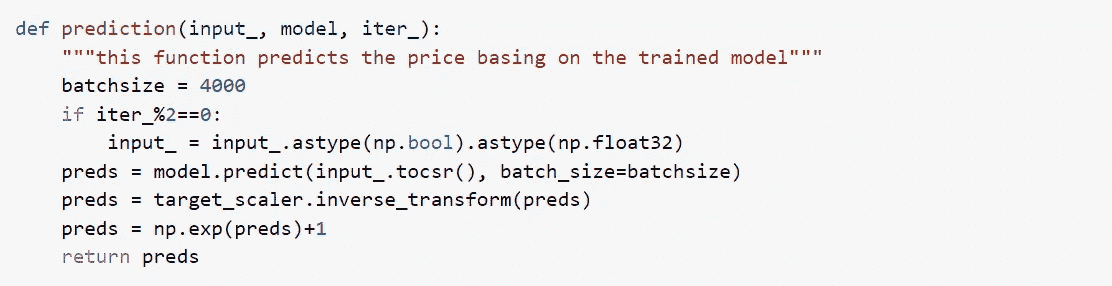 def prediction(input_, model, iter_):
    """this function predicts the price basing on the trained model"""
    batchsize = 4000
    if iter_%2==0:
        input_ = input_.astype(np.bool).astype(np.float32)
    preds = model.predict(input_.tocsr(), batch_size=batchsize)
    preds = target_scaler.inverse_transform(preds)
    preds = np.exp(preds)+1
    return preds